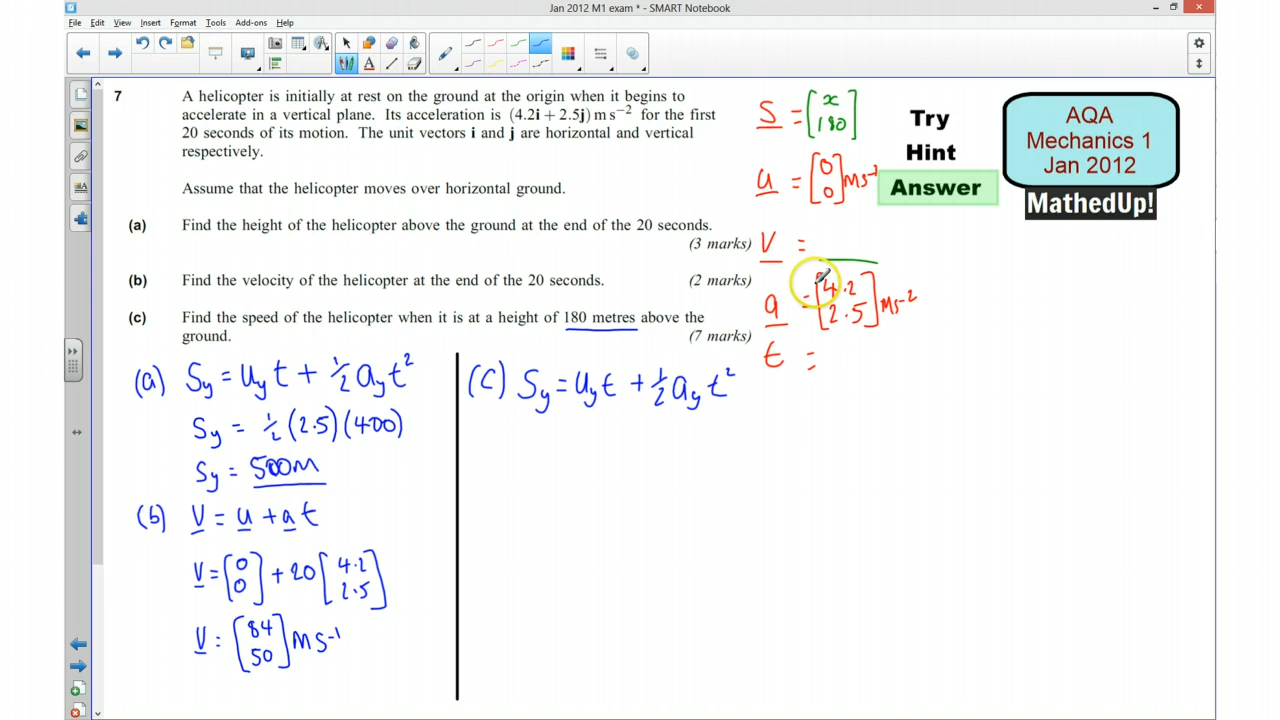 Jan 2012 M1 exam * - SMART Notebook
File Edit View Insert Format Tools Add-ons Help
7 A helicopter is initially at rest on the ground at the origin when it begins to
accelerate in a vertical plane. Its acceleration is (4.2i + 2.5j) m s⁻² for the first
20 seconds of its motion. The unit vectors i and j are horizontal and vertical
respectively.
Assume that the helicopter moves over horizontal ground.
(a) Find the height of the helicopter above the ground at the end of the 20 seconds.
(3 marks)
(b) Find the velocity of the helicopter at the end of the 20 seconds. (2 marks)
(c) Find the speed of the helicopter when it is at a height of 180 metres above the
ground. (7 marks)
(a) Sy = Uy t + ½ ay t²
Sy = ½ (2.5)(400)
Sy = 500m
(b) V = u + a t
V = [0 0] + 20 [4.2 2.5]
V = [84 50] ms⁻¹
(C) Sy = Uy t + ½ ay t²
S = [x 180]
u = [0 0] ms⁻¹
V =
a = [4.2 2.5] ms⁻²
t =
Try
Hint
Answer
AQA
Mechanics 1
Jan 2012
MathedUp!